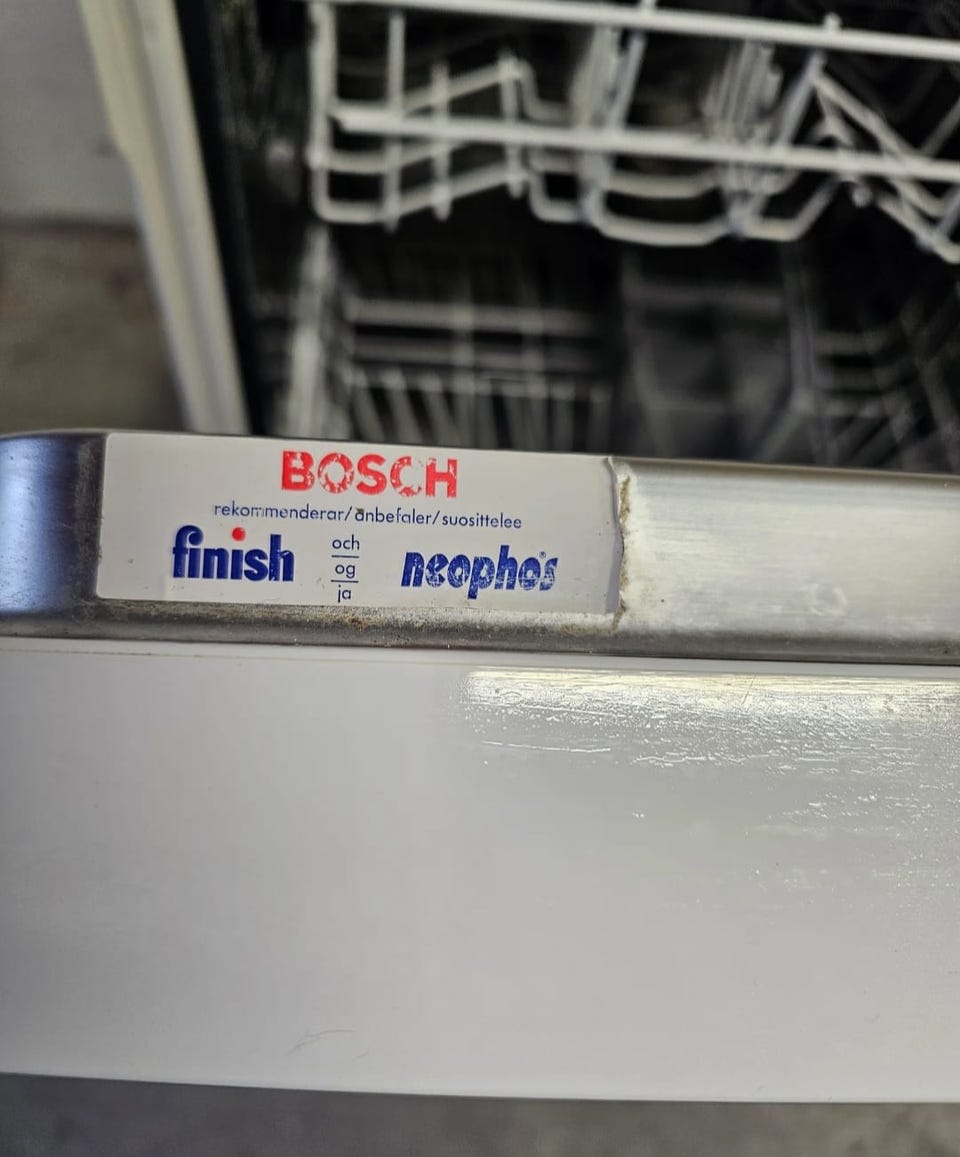 BOSCH
rekommenderar/anbefaler/suosittelee
finish och neophos
og
ja